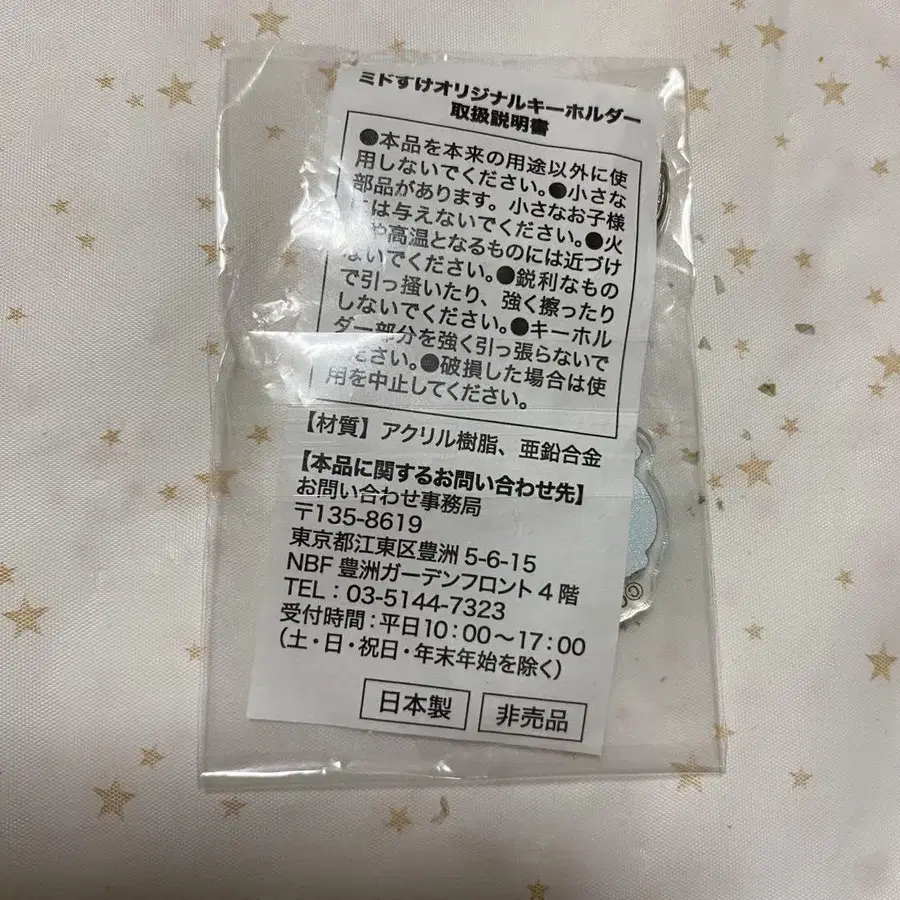 ミドすけオリジナルキーホルダー
取扱説明書
●本品を本来の用途以外に使
用しないでください。●小さな
部品があります。小さなお子様
は与えないでください。●火
や高温となるものには近づけ
ないでください。●鋭利なもの
で引っ掻いたり、強く擦ったり
しないでください。●キーホル
ダー部分を強く引っ張らないで
ください。●破損した場合は使
用を中止してください。
【材質】アクリル樹脂、亜鉛合金
【本品に関するお問い合わせ先】
お問い合わせ事務局
〒135-8619
東京都江東区豊洲 5-6-15
NBF 豊洲ガーデンフロント 4 階
TEL：03-5144-7323
受付時間：平日10：00～17：00
（土・日・祝日・年末年始を除く）
日本製
非売品
©